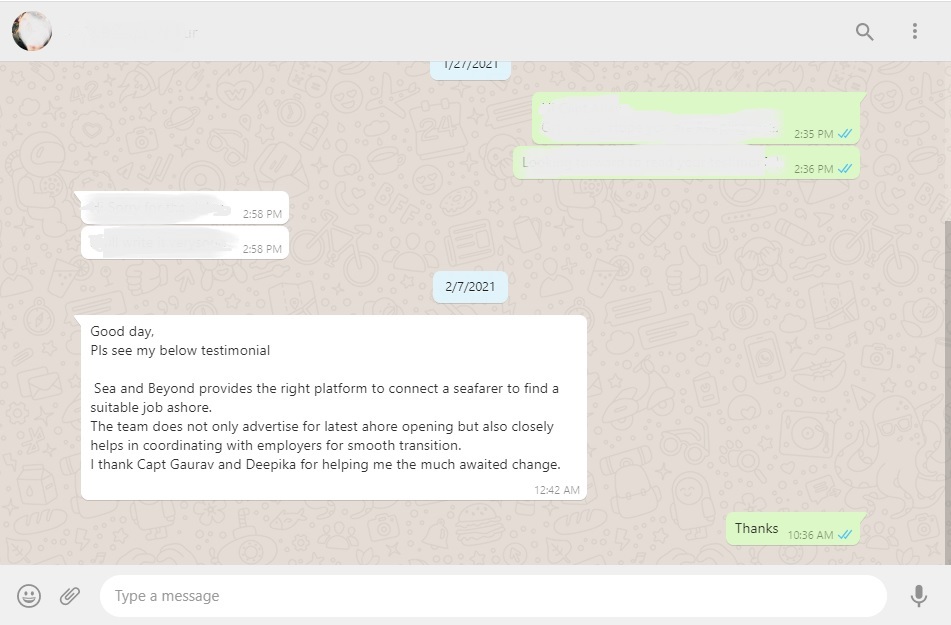 1/27/2021
2:35 PM
2:36 PM
2:58 PM
2:58 PM
2/7/2021
Good day,
Pls see my below testimonial
Sea and Beyond provides the right platform to connect a seafarer to find a
suitable job ashore.
The team does not only advertise for latest ahore opening but also closely
helps in coordinating with employers for smooth transition.
I thank Capt Gaurav and Deepika for helping me the much awaited change.
12:42 AM
Thanks 10:36 AM
Type a message